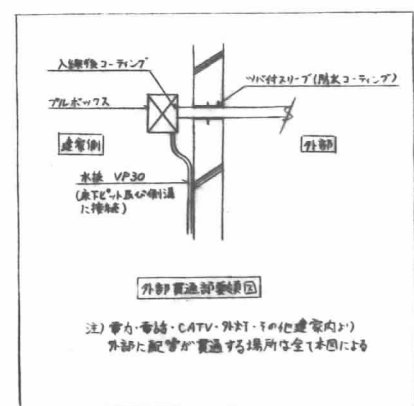 入線後コーティング
ツバ付スリーブ(防水コーティング)
プルボックス
建家側
外部
水抜 VP30
(床下ピット及び側溝
に接続)
外部貫通部要領図
注) 電力・電話・CATV・外灯・その他建家内より
外部に配管が貫通する場所は全て本図による